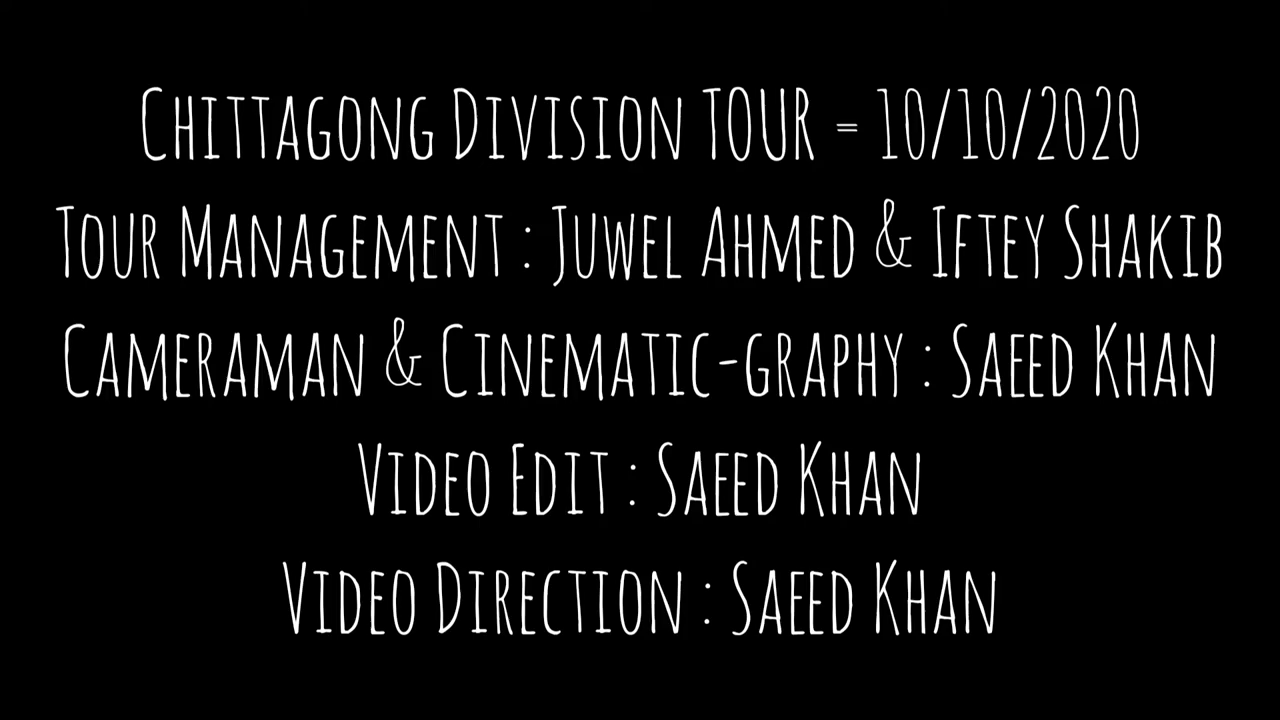 Chittagong Division TOUR = 10/10/2020
Tour Management : Juwel Ahmed & Iftey Shakib
Cameraman & Cinematic-graphy : Saeed Khan
Video Edit : Saeed Khan
Video Direction : Saeed Khan